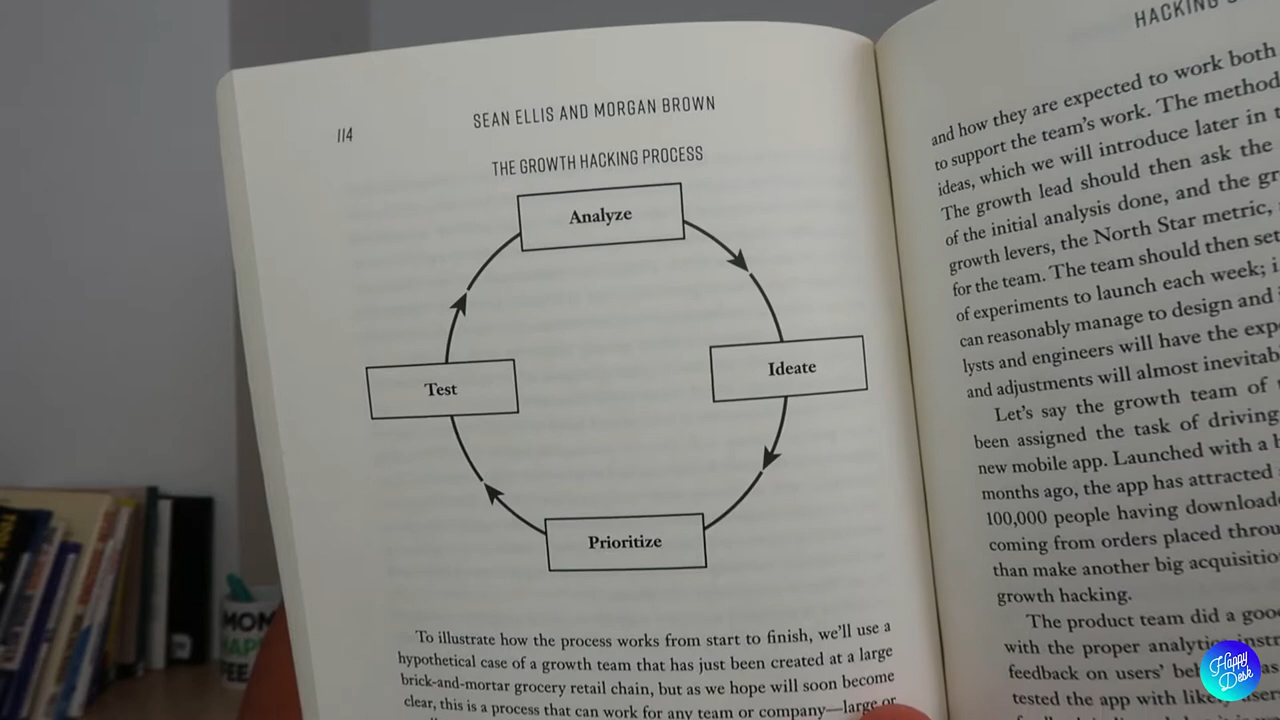 114
SEAN ELLIS AND MORGAN BROWN
THE GROWTH HACKING PROCESS
Analyze
Ideate
Prioritize
Test
To illustrate how the process works from start to finish, we'll use a
hypothetical case of a growth team that has just been created at a large
brick-and-mortar grocery retail chain, but as we hope will soon become
clear, this is a process that can work for any team or company—large or
HACKING
and how they are expected to work both
to support the team's work. The method
ideas, which we will introduce later in
The growth lead should then ask the
of the initial analysis done, and the
growth levers, the North Star metric,
for the team. The team should then set
of experiments to launch each week;
can reasonably manage to design and
lysts and engineers will have the
and adjustments will almost
Let's say the growth team of
been assigned the task of driving
new mobile app. Launched with a
months ago, the app has attracted
100,000 people having
coming from orders placed
than make another big
growth hacking.
The product team did a
with the proper
feedback on users'
tested the app with
MOM
Happy
Desk